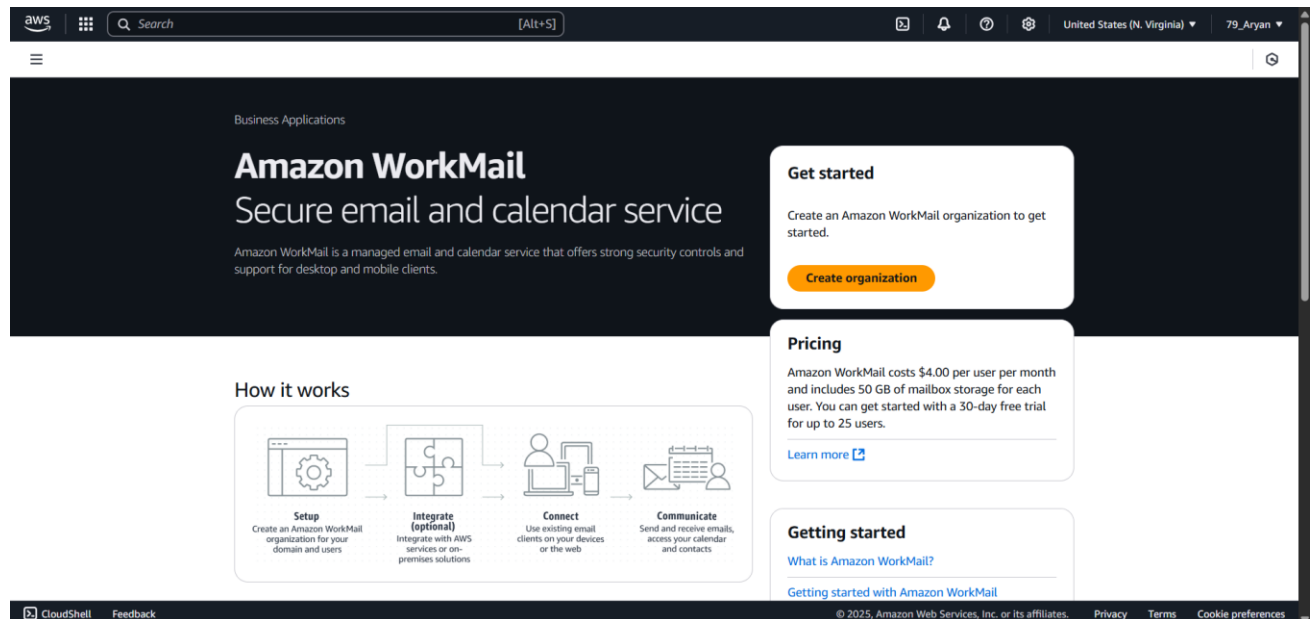 aws
Search
[Alt+S]
United States (N. Virginia)
79_Aryan
Business Applications
Amazon WorkMail
Secure email and calendar service
Amazon WorkMail is a managed email and calendar service that offers strong security controls and
support for desktop and mobile clients.
Get started
Create an Amazon WorkMail organization to get
started.
Create organization
Pricing
Amazon WorkMail costs $4.00 per user per month
and includes 50 GB of mailbox storage for each
user. You can get started with a 30-day free trial
for up to 25 users.
Learn more
How it works
Setup
Create an Amazon WorkMail
organization for your
domain and users
Integrate
(optional)
Integrate with AWS
services or on-
premises solutions
Connect
Use existing email
clients on your devices
or the web
Communicate
Send and receive emails,
access your calendar
and contacts
Getting started
What is Amazon WorkMail?
Getting started with Amazon WorkMail
CloudShell
Feedback
© 2025, Amazon Web Services, Inc. or its affiliates.
Privacy
Terms
Cookie preferences